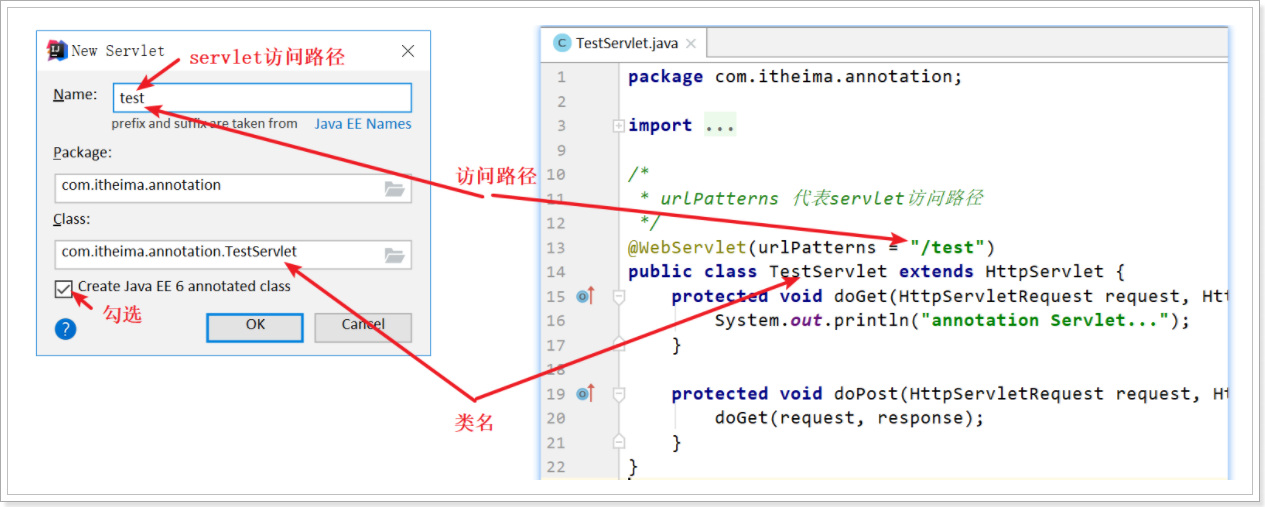 New Servlet
servlet访问路径
Name:
test
prefix and suffix are taken from Java EE Names
Package:
com.itheima.annotation
Class:
com.itheima.annotation.TestServlet
Create Java EE 6 annotated class
勾选
?
OK
Cancel
访问路径
类名
C TestServlet.java
1 package com.itheima.annotation;
2
3 import ...
9
10 /*
11 * urlPatterns 代表servlet访问路径
12 */
13 @WebServlet(urlPatterns = "/test")
14 public class TestServlet extends HttpServlet {
15 protected void doGet(HttpServletRequest request, Htt
16 System.out.println("annotation Servlet...");
17 }
18
19 protected void doPost(HttpServletRequest request, Ht
20 doGet(request, response);
21 }
22 }